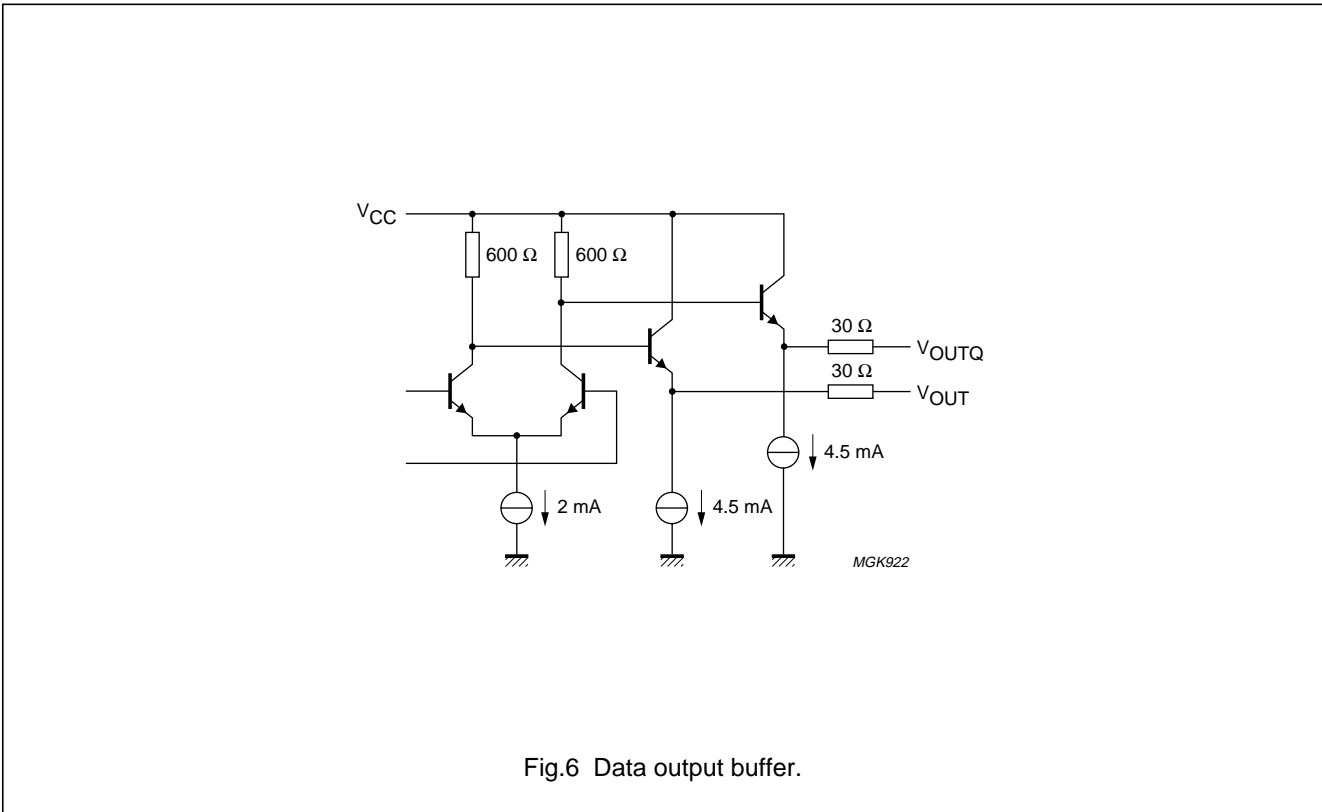 VCC
600 Ω 600 Ω
30 Ω
VOUTQ
30 Ω
VOUT
4.5 mA
2 mA 4.5 mA
MGK922
Fig.6 Data output buffer.